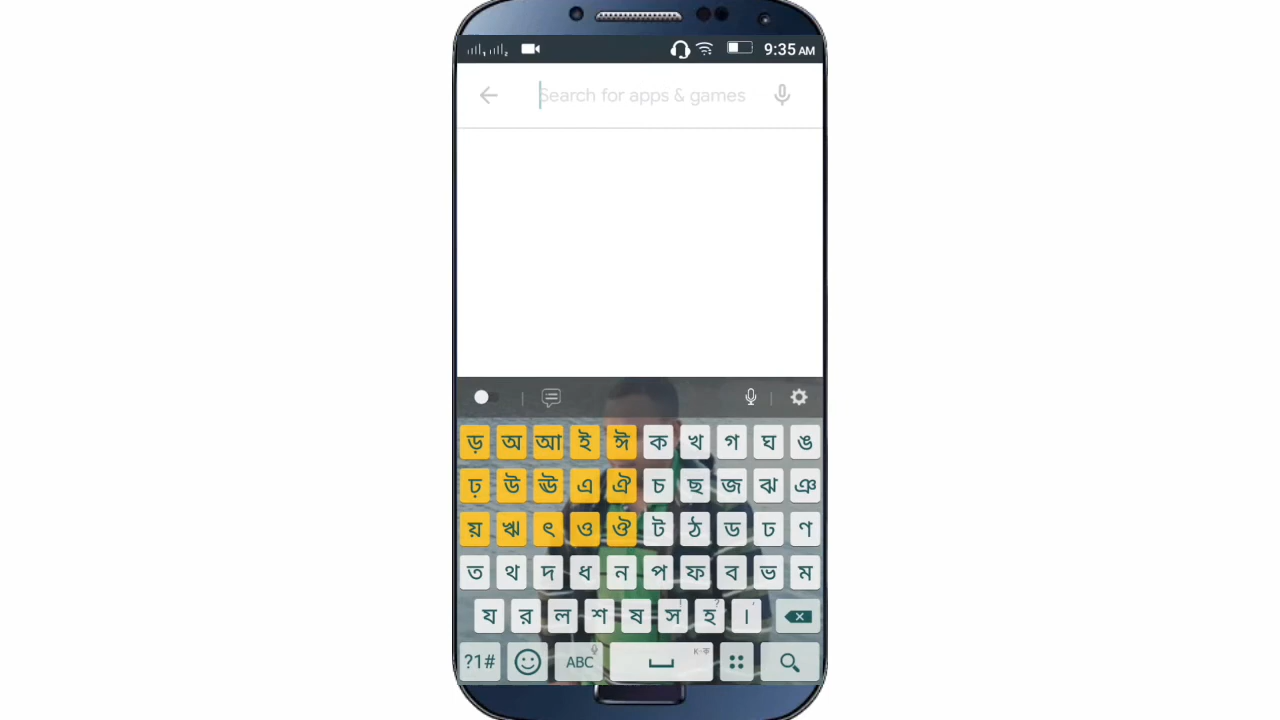 9:35 AM
Search for apps & games
ড় অ আ ই ঈ ক খ গ ঘ ঙ
ঢ় উ ঊ এ ঐ চ ছ জ ঝ ঞ
য় ঋ ৎ ও ঔ ট ঠ ড ঢ ণ
ত থ দ ধ ন প ফ ব ভ ম
য র ল শ ষ স হ ।
?1# ABC